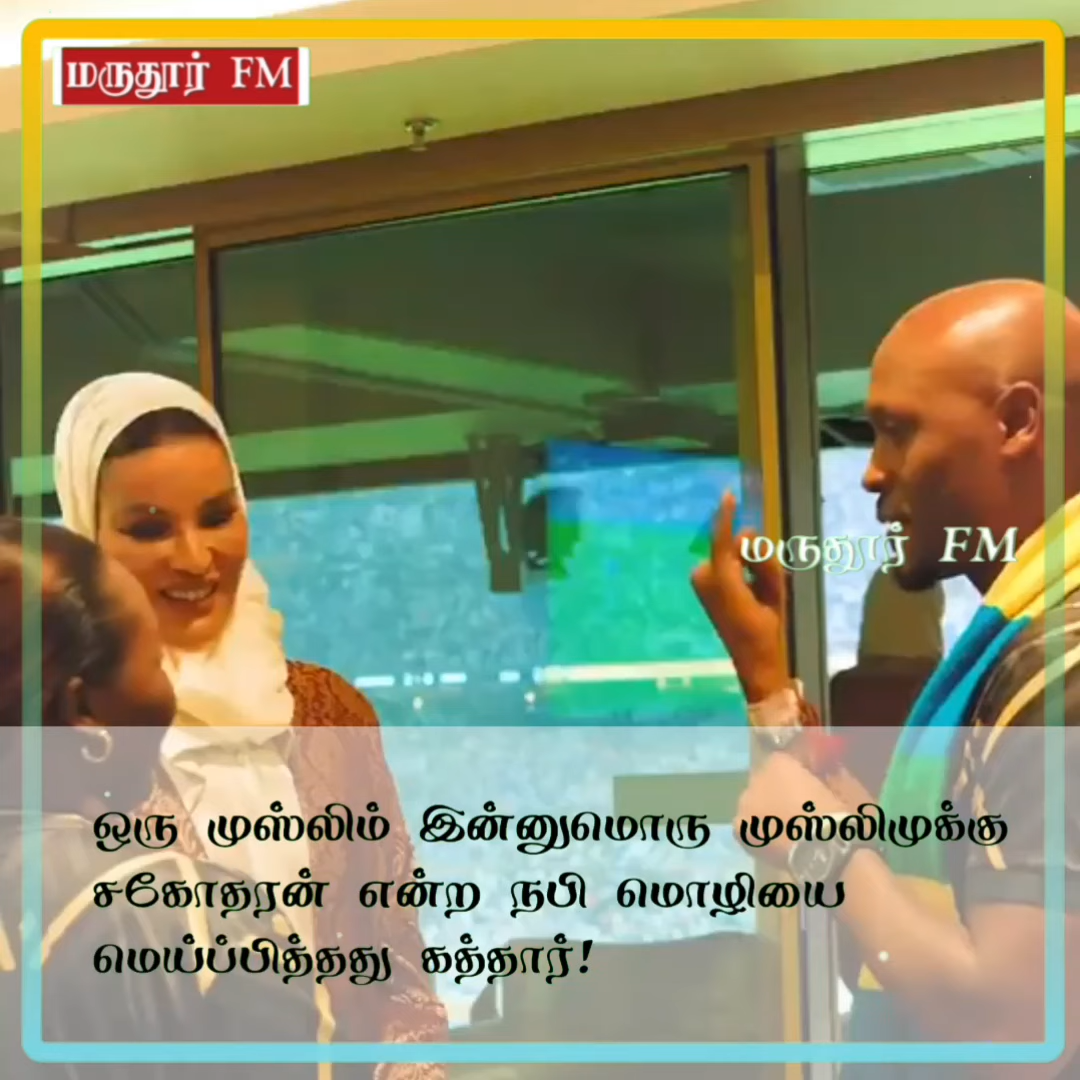 மருதூர் FM
மருதூர் FM
ஒரு முஸ்லிம் இன்னுமொரு முஸ்லிமுக்கு
சகோதரன் என்ற நபி மொழியை
மெய்ப்பித்தது கத்தார்!